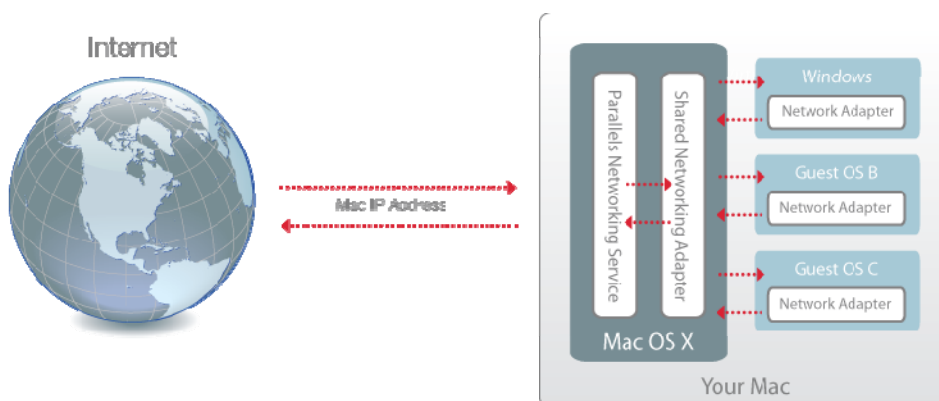 Internet
Mac IP Address
Parallels Networking Service
Shared Networking Adapter
Mac OS X
Windows
Network Adapter
Guest OS B
Network Adapter
Guest OS C
Network Adapter
Your Mac